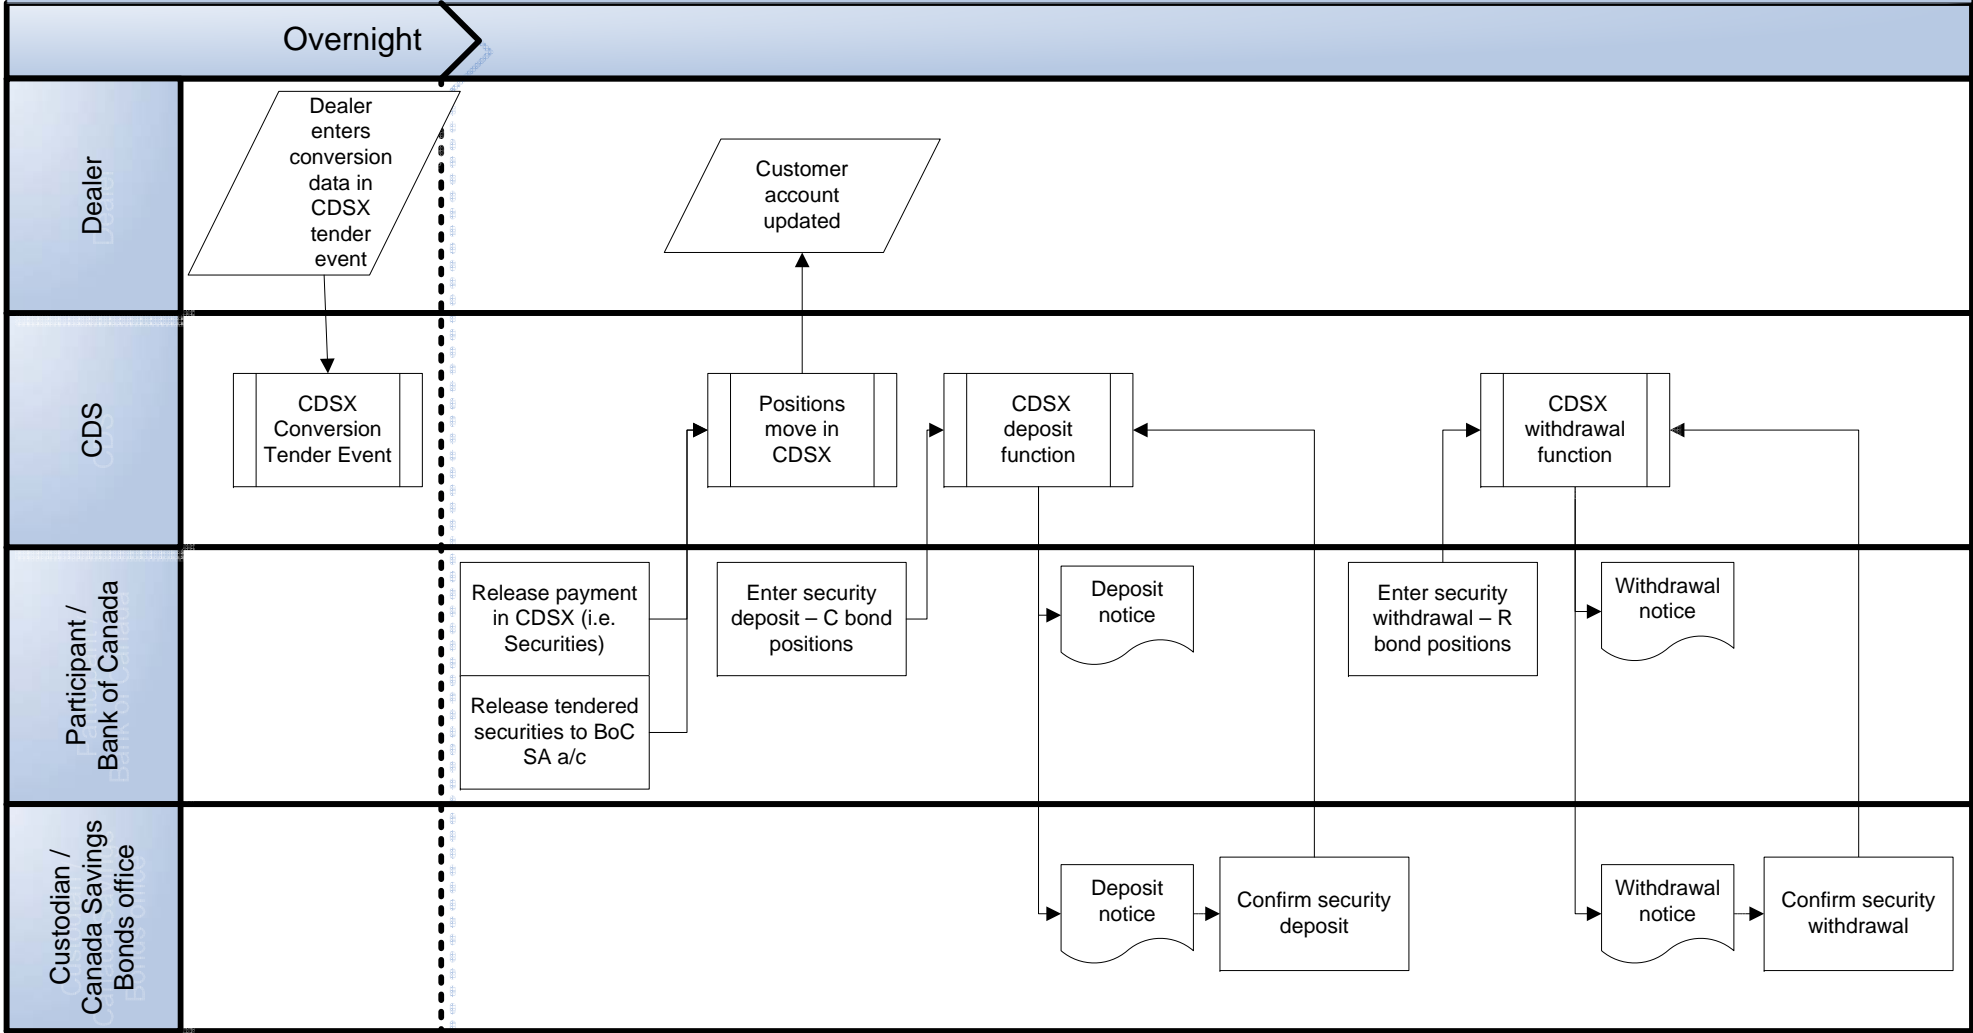 Overnight
Dealer
Dealer
enters
conversion
data in
CDSX
tender
event
Customer
account
updated
CDS
CDSX
Conversion
Tender Event
Positions
move in
CDSX
CDSX
deposit
function
CDSX
withdrawal
function
Participant /
Bank of Canada
Release payment
in CDSX (i.e.
Securities)
Release tendered
securities to BoC
SA a/c
Enter security
deposit – C bond
positions
Deposit
notice
Enter security
withdrawal – R
bond positions
Withdrawal
notice
Custodian /
Canada Savings
Bonds office
Deposit
notice
Confirm security
deposit
Withdrawal
notice
Confirm security
withdrawal